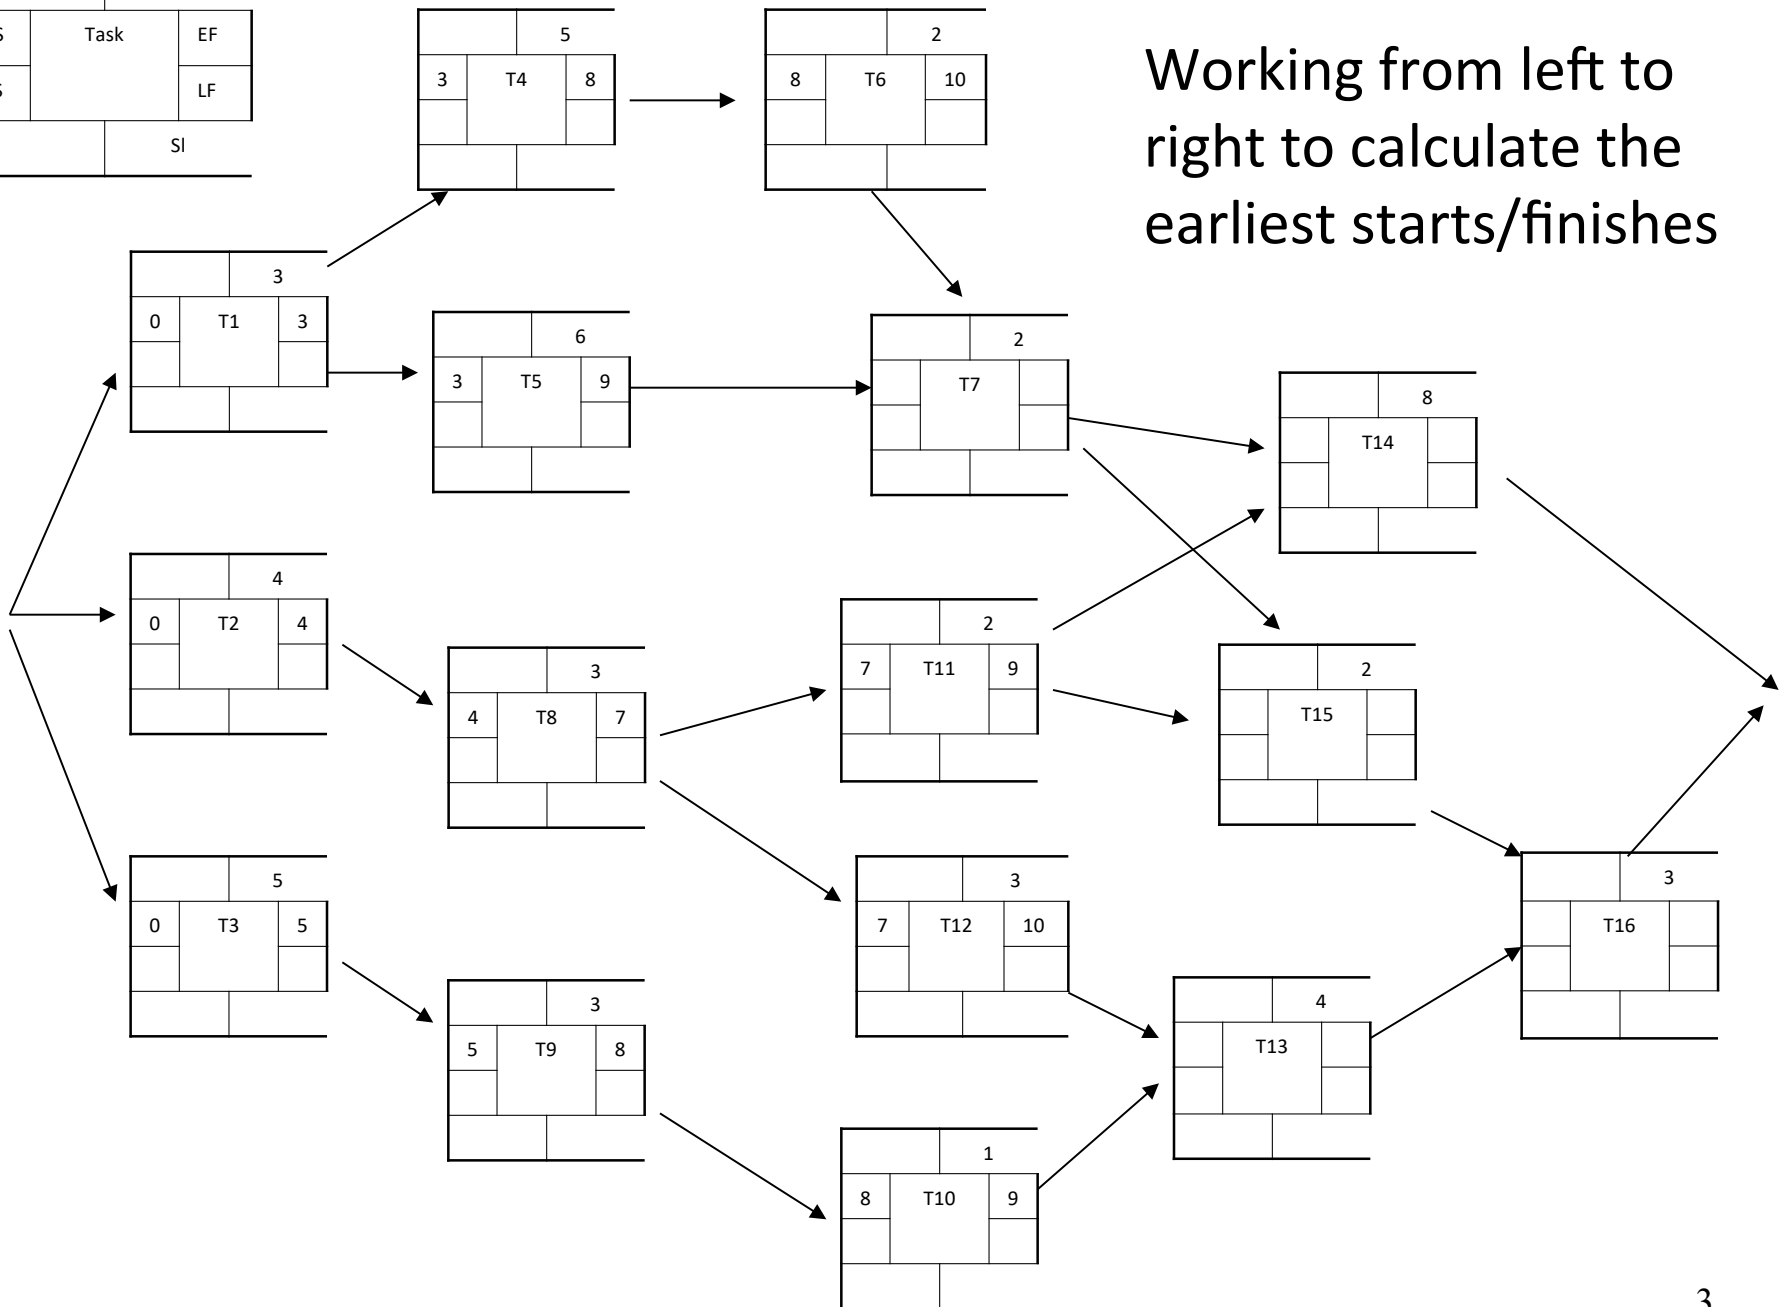 Task EF
LF
Sl
5
3 T4 8
2
8 T6 10
Working from left to
right to calculate the
earliest starts/finishes
3
0 T1 3
6
3 T5 9
2
T7
8
T14
4
0 T2 4
3
4 T8 7
2
7 T11 9
2
T15
5
0 T3 5
3
5 T9 8
3
7 T12 10
4
T13
3
T16
1
8 T10 9
3